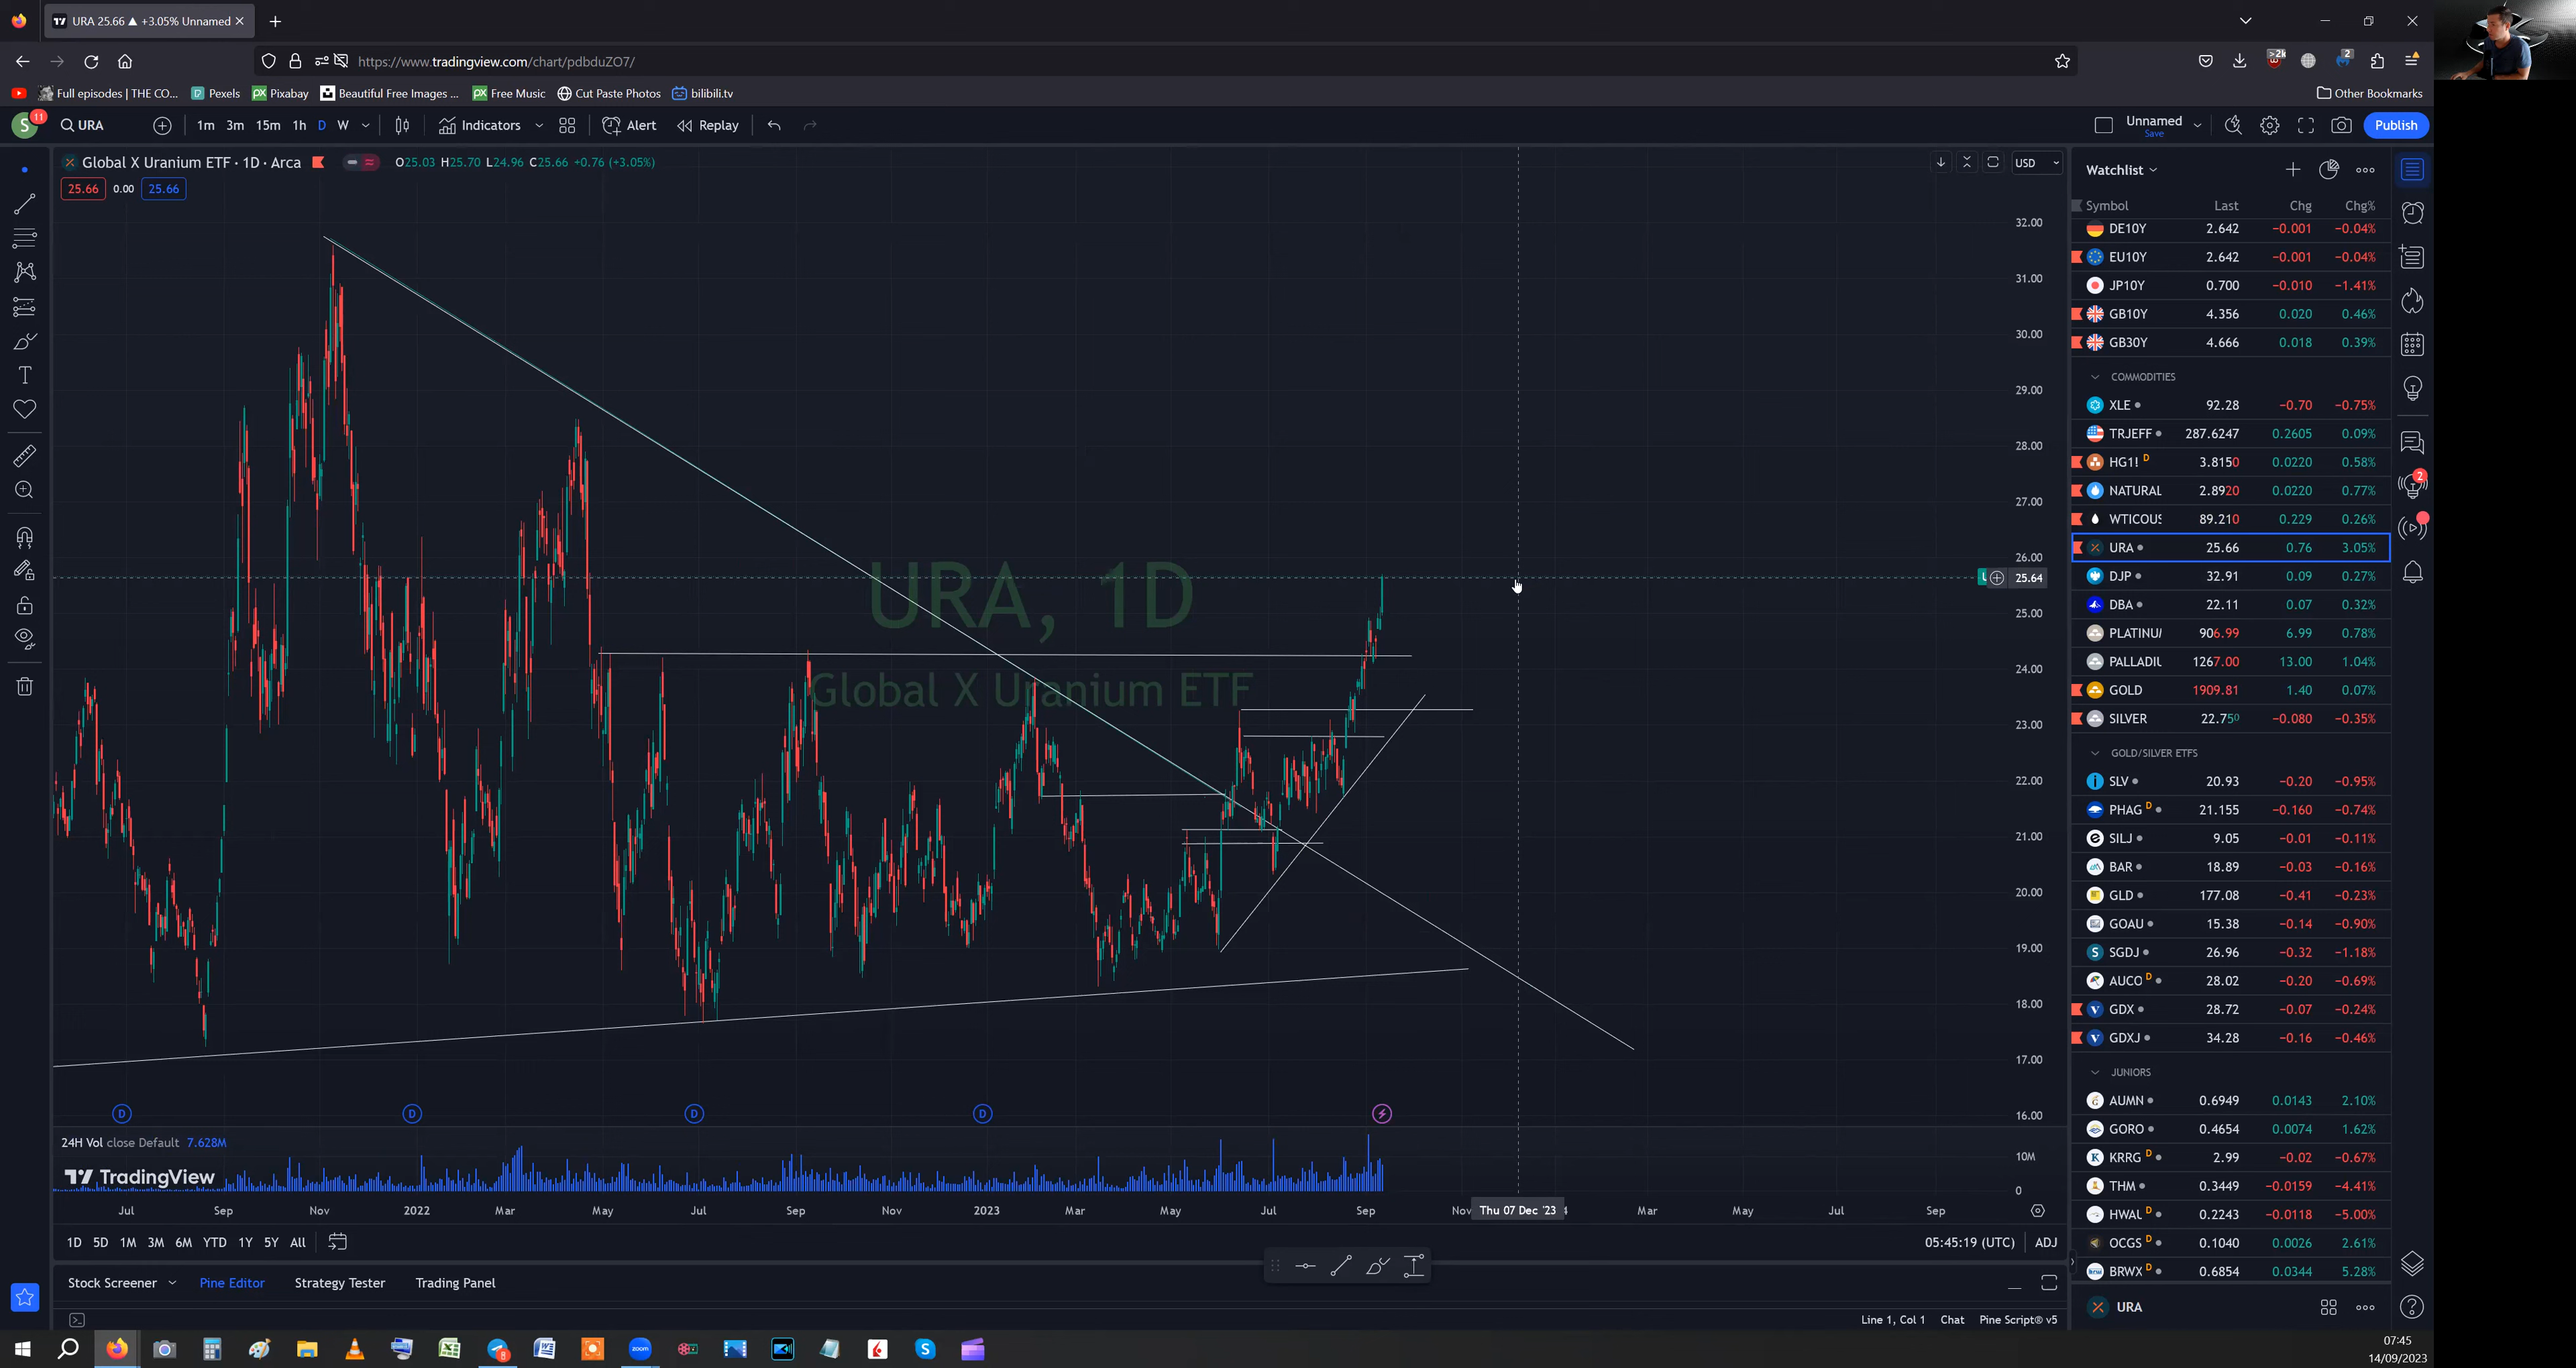 URA 25.66 ▲ +3.05% Unnamed
https://www.tradingview.com/chart/pdbduZO7/
>2k
2
Full episodes | THE CO...
Pexels
Pixabay
Beautiful Free Images ...
Free Music
Cut Paste Photos
bilibili.tv
Other Bookmarks
S 11 URA 1m 3m 15m 1h D W Indicators Alert Replay Unnamed Save Publish
Global X Uranium ETF · 1D · Arca O25.03 H25.70 L24.96 C25.66 +0.76 (+3.05%) USD
25.66 0.00 25.66
32.00
31.00
30.00
29.00
28.00
27.00
26.00
25.64
25.00
24.00
23.00
22.00
21.00
20.00
19.00
18.00
17.00
16.00
URA, 1D
Global X Uranium ETF
D D D D
24H Vol close Default 7.628M
10M
0
TradingView
Jul Sep Nov 2022 Mar May Jul Sep Nov 2023 Mar May Jul Sep Nov Thu 07 Dec '23 4 Mar May Jul Sep
1D 5D 1M 3M 6M YTD 1Y 5Y All 05:45:19 (UTC) ADJ
Stock Screener Pine Editor Strategy Tester Trading Panel
Line 1, Col 1 Chat Pine Script® v5
Watchlist
Symbol Last Chg Chg%
DE10Y 2.642 −0.001 −0.04%
EU10Y 2.642 −0.001 −0.04%
JP10Y 0.700 −0.010 −1.41%
GB10Y 4.356 0.020 0.46%
GB30Y 4.666 0.018 0.39%
COMMODITIES
XLE 92.28 −0.70 −0.75%
TRJEFF 287.6247 0.2605 0.09%
HG1! D 3.8150 0.0220 0.58%
NATURAL 2.8920 0.0220 0.77%
WTICOUS 89.210 0.229 0.26%
URA 25.66 0.76 3.05%
DJP 32.91 0.09 0.27%
DBA 22.11 0.07 0.32%
PLATINU 906.99 6.99 0.78%
PALLADIU 1267.00 13.00 1.04%
GOLD 1909.81 1.40 0.07%
SILVER 22.750 −0.080 −0.35%
GOLD/SILVER ETFS
SLV 20.93 −0.20 −0.95%
PHAG D 21.155 −0.160 −0.74%
SILJ 9.05 −0.01 −0.11%
BAR 18.89 −0.03 −0.16%
GLD 177.08 −0.41 −0.23%
GOAU 15.38 −0.14 −0.90%
SGDJ 26.96 −0.32 −1.18%
AUCO D 28.02 −0.20 −0.69%
GDX 28.72 −0.07 −0.24%
GDXJ 34.28 −0.16 −0.46%
JUNIORS
AUMN 0.6949 0.0143 2.10%
GORO 0.4654 0.0074 1.62%
KRRG D 2.99 −0.02 −0.67%
THM 0.3449 −0.0159 −4.41%
HWAL D 0.2243 −0.0118 −5.00%
OCGS D 0.1040 0.0026 2.61%
BRWX D 0.6854 0.0344 5.28%
URA
2
8
zoom
07:45
14/09/2023